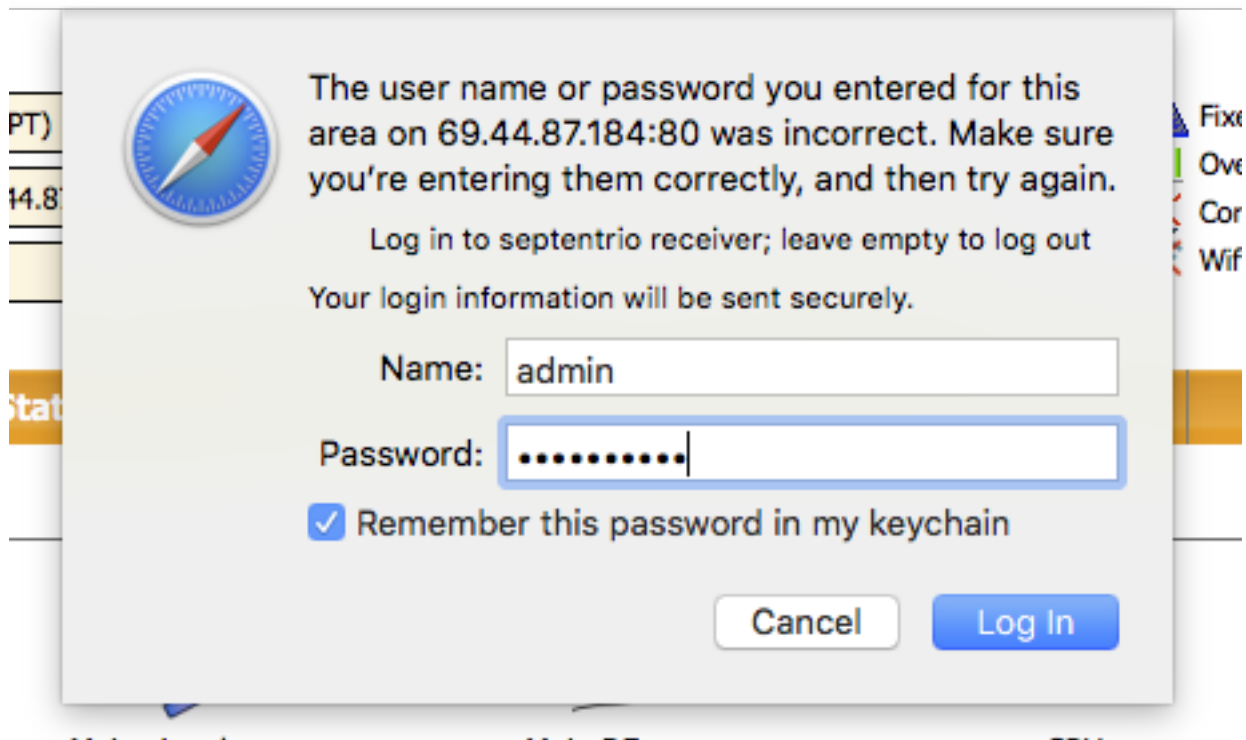 The user name or password you entered for this
area on 69.44.87.184:80 was incorrect. Make sure
you're entering them correctly, and then try again.
Log in to septentrio receiver; leave empty to log out
Your login information will be sent securely.
Name: admin
Password: ••••••••••
Remember this password in my keychain
Cancel Log In
PT)
44.8
Stat
Fixe
Ove
Cor
Wif